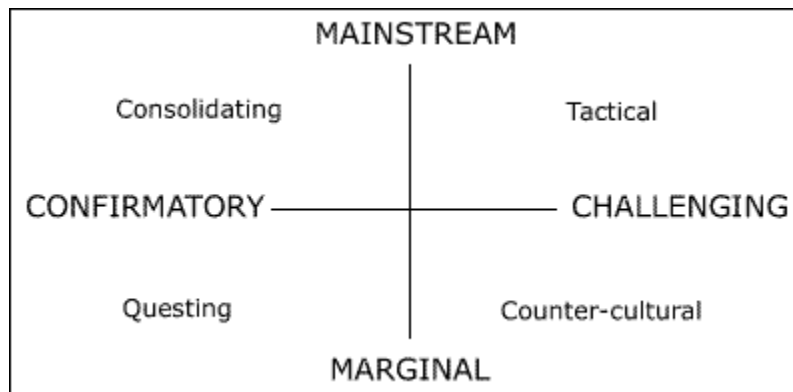 MAINSTREAM
Consolidating
Tactical
CONFIRMATORY
CHALLENGING
Questing
Counter-cultural
MARGINAL